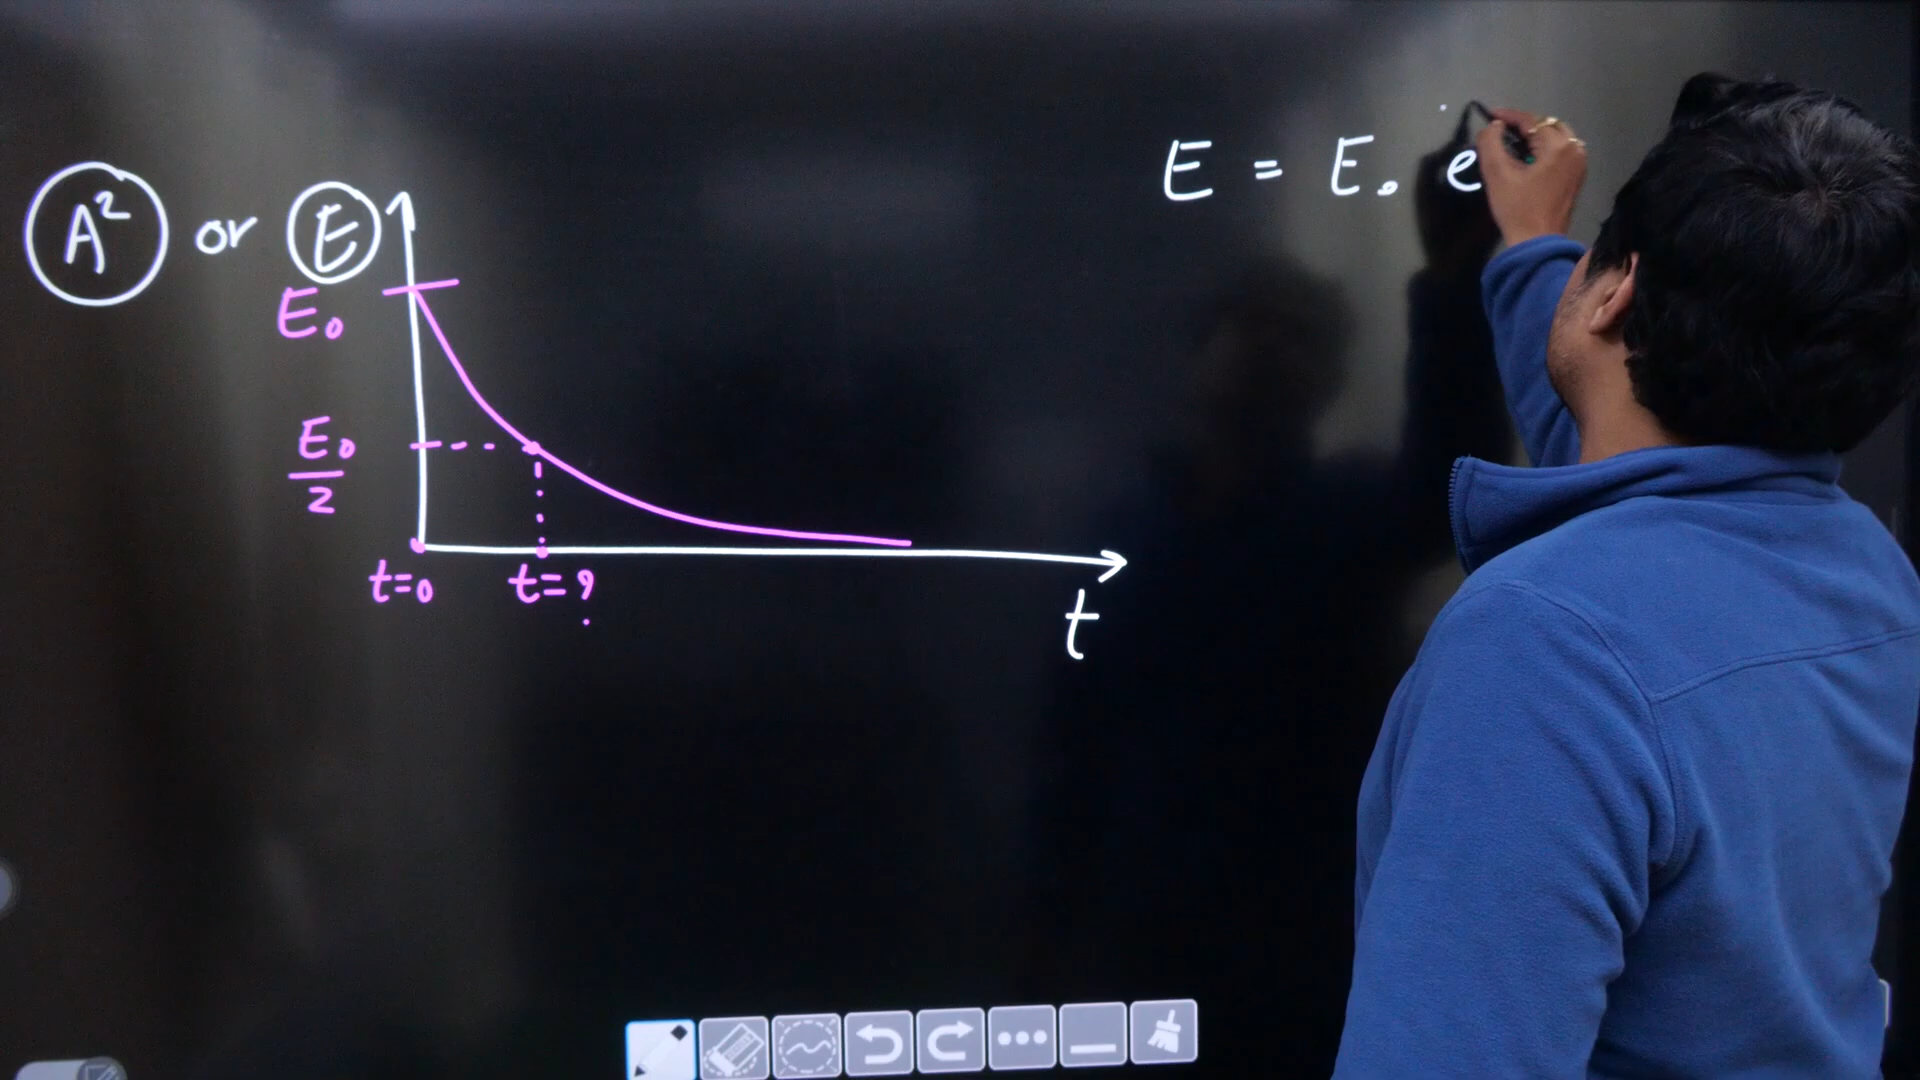 E = E₀ e
A² or E
E₀
E₀
2
t=0
t=?
t